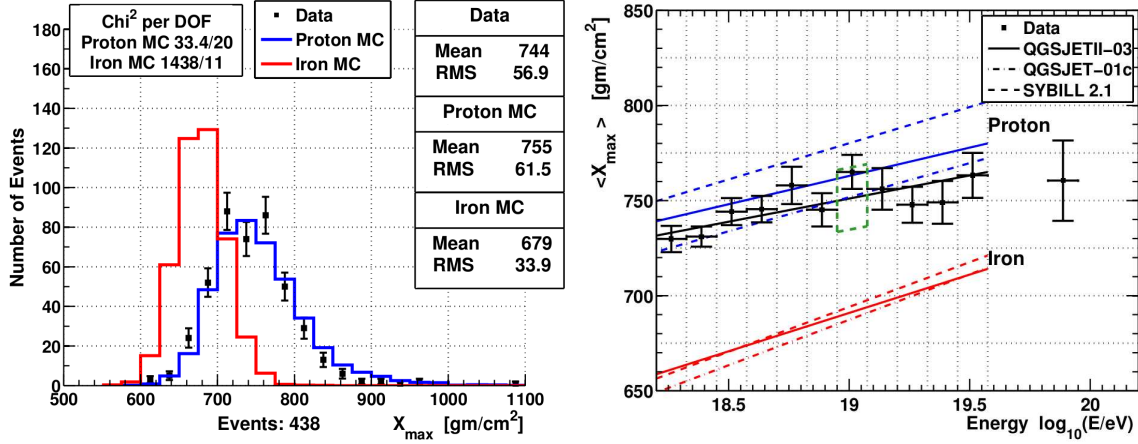 Chi² per DOF
Proton MC 33.4/20
Iron MC 1438/11
Data
Proton MC
Iron MC
Data
Mean 744
RMS 56.9
Proton MC
Mean 755
RMS 61.5
Iron MC
Mean 679
RMS 33.9
Number of Events
180
160
140
120
100
80
60
40
20
0
500 600 700 800 900 1000 1100
Events: 438 X_max [gm/cm²]
<X_max> [gm/cm²]
850
800
750
700
650
Data
QGSJETII-03
QGSJET-01c
SYBILL 2.1
Proton
Iron
18.5 19 19.5 20
Energy log₁₀(E/eV)